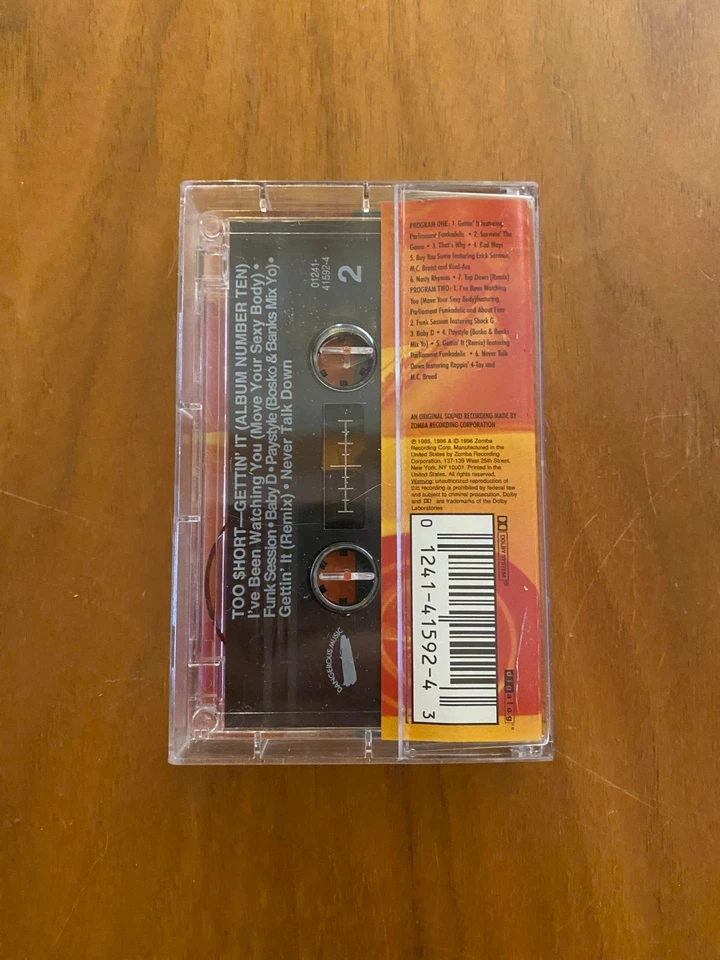 TOO $HORT—GETTIN' IT (ALBUM NUMBER TEN)
I've Been Watching You (Move Your Sexy Body) •
Funk Session • Baby D • Paystyle (Bosko & Banks Mix Yo) •
Gettin' It (Remix) • Never Talk Down
01241-
41592-4
2
DANGEROUS MUSIC
PROGRAM ONE: 1. Gettin' It featuring
Parliament Funkadelic • 2. Survivin' The
Game • 3. That's Why • 4. Bad Ways
5. Buy You Some featuring Erick Sermon,
M.C. Breed and Kool-Ace
6. Nasty Rhymes • 7. Top Down (Remix)
PROGRAM TWO: 1. I've Been Watching
You (Move Your Sexy Body)featuring
Parliament Funkadelic and About Face
2. Funk Session featuring Shock G
3. Baby D • 4. Paystyle (Bosko & Banks
Mix Yo) • 5. Gettin' It (Remix) featuring
Parliament Funkadelic • 6. Never Talk
Down featuring Rappin' 4-Tay and
M.C. Breed
AN ORIGINAL SOUND RECORDING MADE BY
ZOMBA RECORDING CORPORATION
℗ 1995, 1996 & © 1996 Zomba
Recording Corp. Manufactured in the
United States by Zomba Recording
Corporation, 137-139 West 25th Street,
New York, NY 10001. Printed in the
United States. All rights reserved.
Warning: unauthorized reproduction of
this recording is prohibited by federal law
and subject to criminal prosecution. Dolby
and are trademarks of the Dolby
Laboratories
DOLBY SYSTEM
0 1241-41592-4 3
digalog